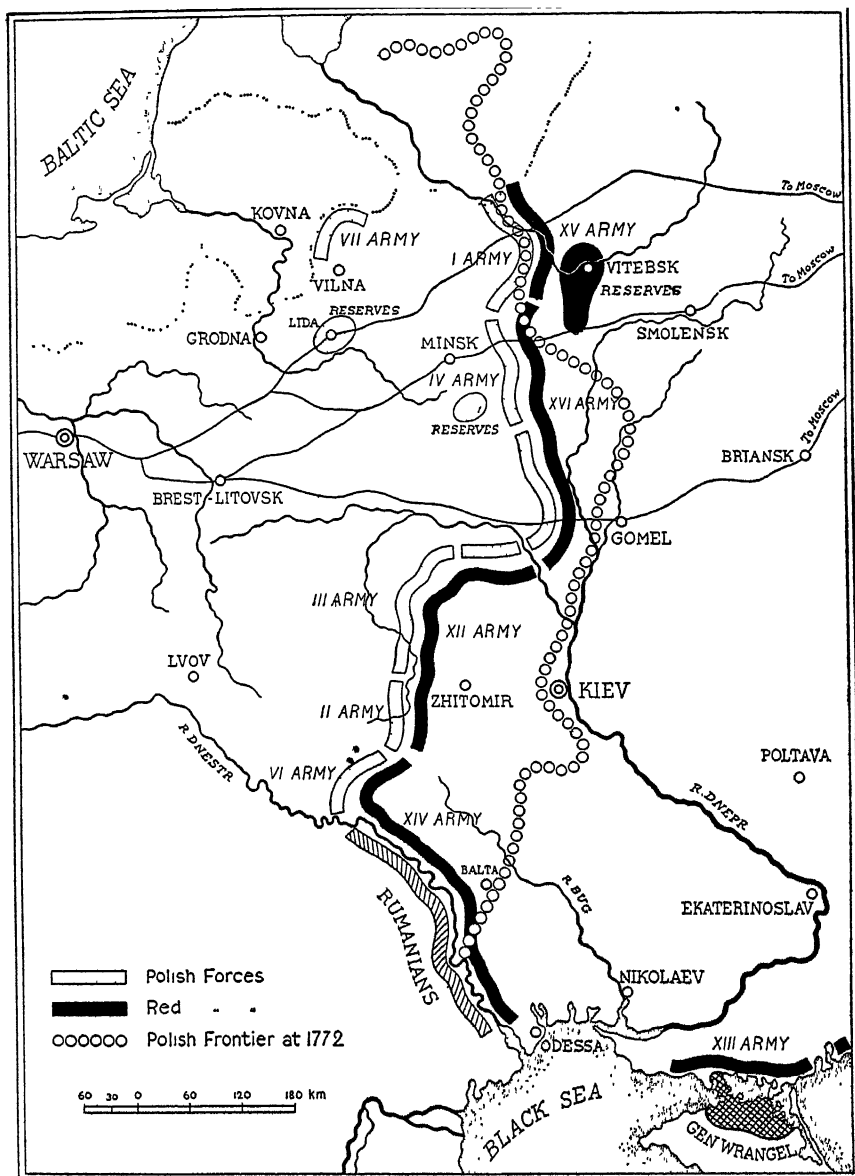 BALTIC SEA
To Moscow
KOVNA
VII ARMY
XV ARMY
I ARMY
VITEBSK
RESERVES
VILNA
To Moscow
RESERVES
LIDA
GRODNA
SMOLENSK
MINSK
IV ARMY
XVI ARMY
RESERVES
To Moscow
WARSAW
BRIANSK
BREST-LITOVSK
GOMEL
III ARMY
XII ARMY
LVOV
ZHITOMIR
KIEV
II ARMY
R. DNESTR
POLTAVA
VI ARMY
R. DNEPR
XIV ARMY
BALTA
R. BUG
EKATERINOSLAV
RUMANIANS
Polish Forces
Red " "
Polish Frontier at 1772
NIKOLAEV
ODESSA
XIII ARMY
60 30 0 60 180 km
BLACK SEA
GEN WRANGEL